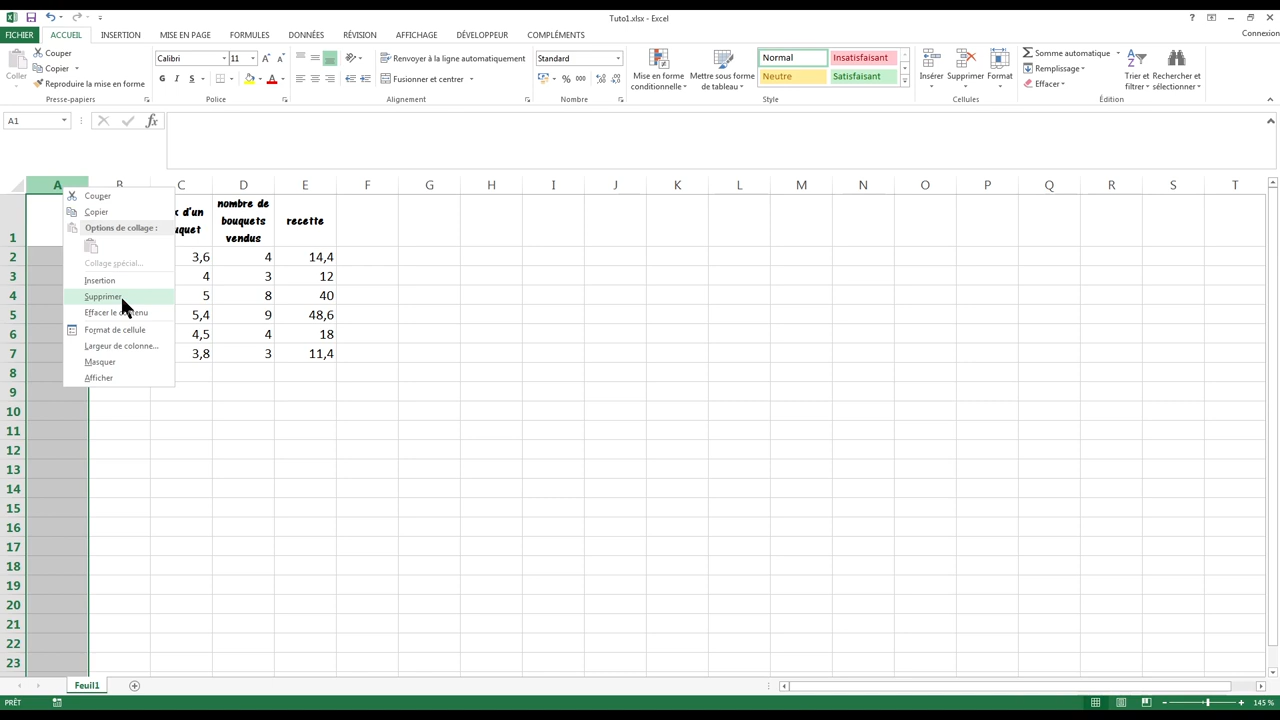 Tuto1.xlsx - Excel
?
FICHIER ACCUEIL INSERTION MISE EN PAGE FORMULES DONNÉES RÉVISION AFFICHAGE DÉVELOPPEUR COMPLÉMENTS Connexion
Coller
Couper
Copier
Reproduire la mise en forme
Presse-papiers
Calibri 11
G I S
Police
Renvoyer à la ligne automatiquement
Fusionner et centrer
Alignement
Standard
% 000
Nombre
Mise en forme conditionnelle
Mettre sous forme de tableau
Normal Insatisfaisant
Neutre Satisfaisant
Style
Insérer Supprimer Format
Cellules
Somme automatique
Remplissage
Effacer
Trier et filtrer
Rechercher et sélectionner
Édition
A1
A B C D E F G H I J K L M N O P Q R S T
Couper
Copier
Options de collage :
Collage spécial...
Insertion
Supprimer
Effacer le contenu
Format de cellule
Largeur de colonne...
Masquer
Afficher
1 d'un nombre de bouquets vendus recette
2 3,6 4 14,4
3 4 3 12
4 5 8 40
5 5,4 9 48,6
6 4,5 4 18
7 3,8 3 11,4
8
9
10
11
12
13
14
15
16
17
18
19
20
21
22
23
Feuil1
PRÊT 145 %